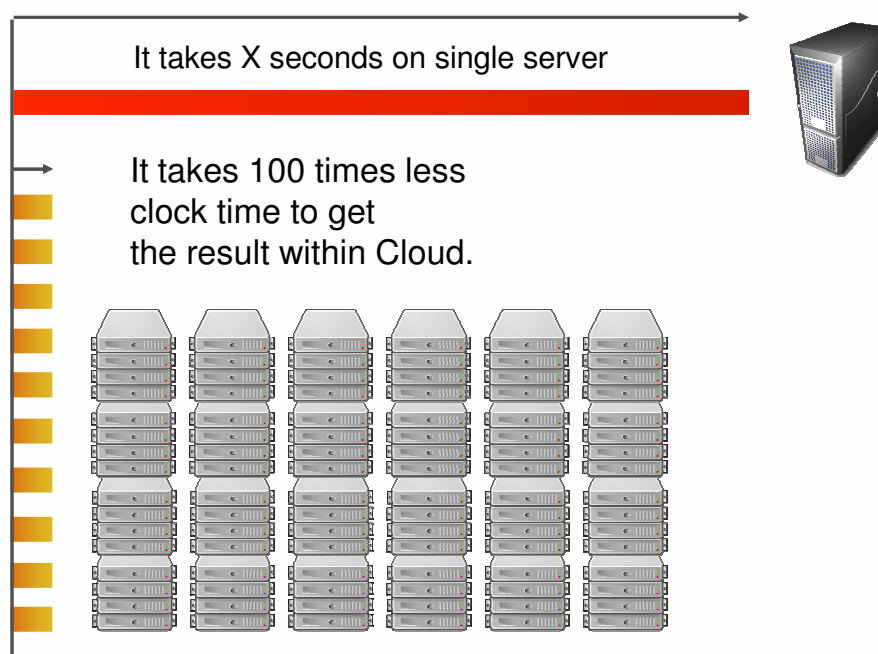 It takes X seconds on single server
It takes 100 times less
clock time to get
the result within Cloud.